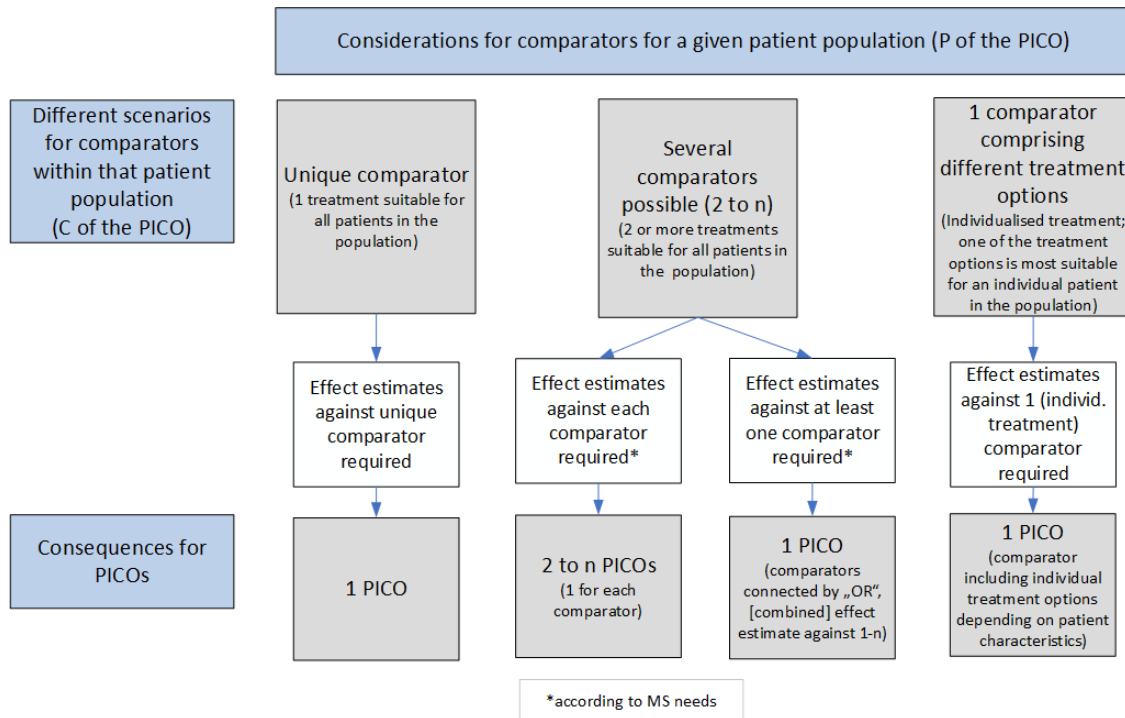 Considerations for comparators for a given patient population (P of the PICO)
Different scenarios
for comparators
within that patient
population
(C of the PICO)
Unique comparator
(1 treatment suitable for
all patients in the
population)
Several
comparators
possible (2 to n)
(2 or more treatments
suitable for all patients in
the population)
1 comparator
comprising
different treatment
options
(Individualised treatment;
one of the treatment
options is most suitable
for an individual patient
in the population)
Effect estimates
against unique
comparator
required
Effect estimates
against each
comparator
required*
Effect estimates
against at least
one comparator
required*
Effect estimates
against 1 (individ.
treatment)
comparator
required
Consequences for
PICOs
1 PICO
2 to n PICOs
(1 for each
comparator)
1 PICO
(comparators
connected by „OR“,
[combined] effect
estimate against 1-n)
1 PICO
(comparator
including individual
treatment options
depending on patient
characteristics)
*according to MS needs